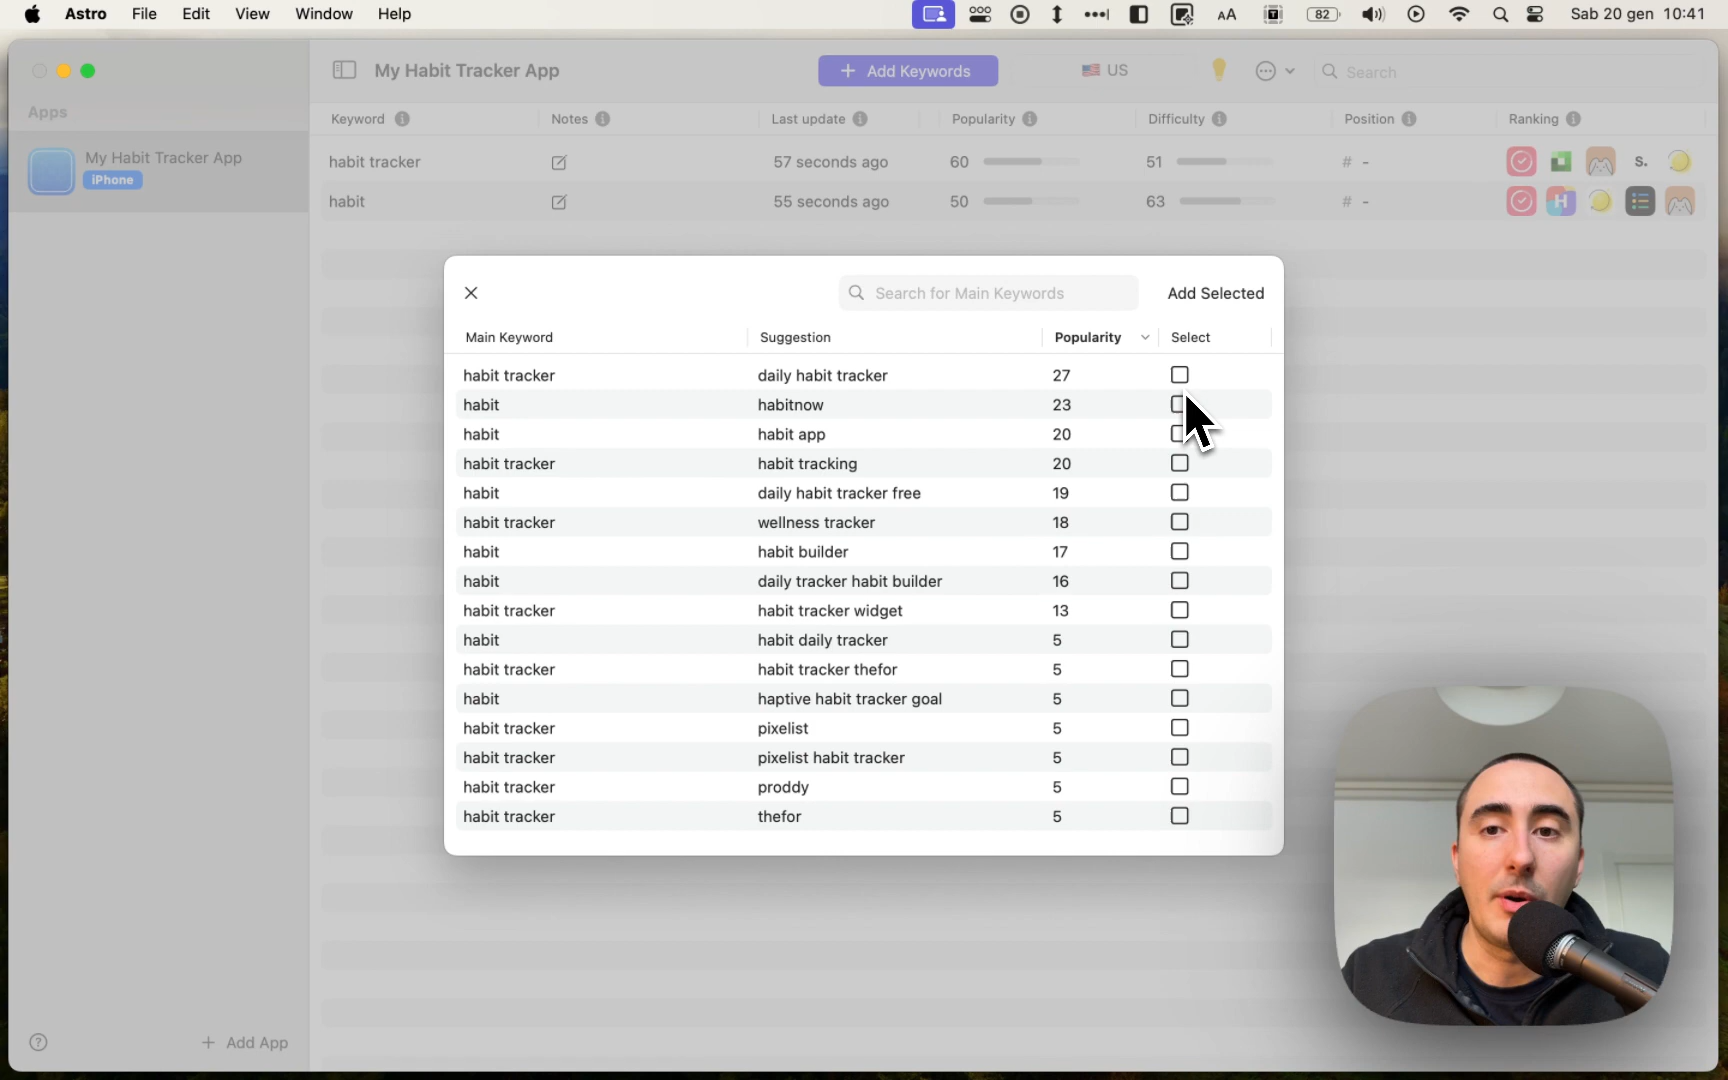 Astro File Edit View Window Help 82 Sab 20 gen 10:41
My Habit Tracker App + Add Keywords US Search
Apps
Keyword Notes Last update Popularity Difficulty Position Ranking
My Habit Tracker App
iPhone
habit tracker 57 seconds ago 60 51 # - S.
habit 55 seconds ago 50 63 # - H
Search for Main Keywords Add Selected
Main Keyword Suggestion Popularity Select
habit tracker daily habit tracker 27
habit habitnow 23
habit habit app 20
habit tracker habit tracking 20
habit daily habit tracker free 19
habit tracker wellness tracker 18
habit habit builder 17
habit daily tracker habit builder 16
habit tracker habit tracker widget 13
habit habit daily tracker 5
habit tracker habit tracker thefor 5
habit haptive habit tracker goal 5
habit tracker pixelist 5
habit tracker pixelist habit tracker 5
habit tracker proddy 5
habit tracker thefor 5
? + Add App